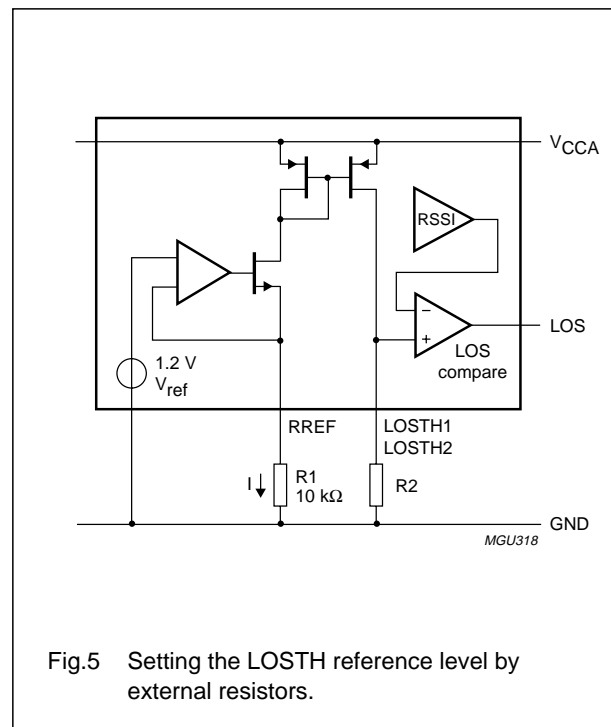 V_CCA
RSSI
−
+
LOS
LOS
compare
1.2 V
V_ref
RREF
LOSTH1
LOSTH2
I
R1
10 kΩ
R2
GND
MGU318
Fig.5 Setting the LOSTH reference level by
external resistors.